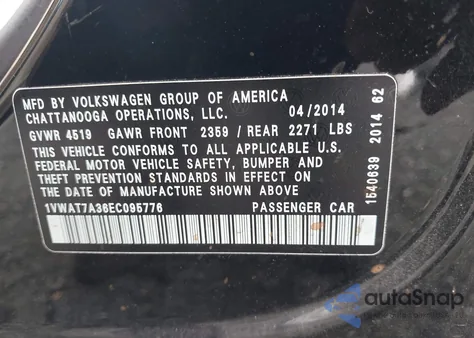 MFD BY VOLKSWAGEN GROUP OF AMERICA
CHATTANOOGA OPERATIONS, LLC. 04/2014
GVWR 4519 GAWR FRONT 2359 / REAR 2271 LBS
THIS VEHICLE CONFORMS TO ALL APPLICABLE U.S.
FEDERAL MOTOR VEHICLE SAFETY, BUMPER AND
THEFT PREVENTION STANDARDS IN EFFECT ON
THE DATE OF MANUFACTURE SHOWN ABOVE
1VWAT7A36EC095776 PASSENGER CAR
1540639 2014 62
autoSnap